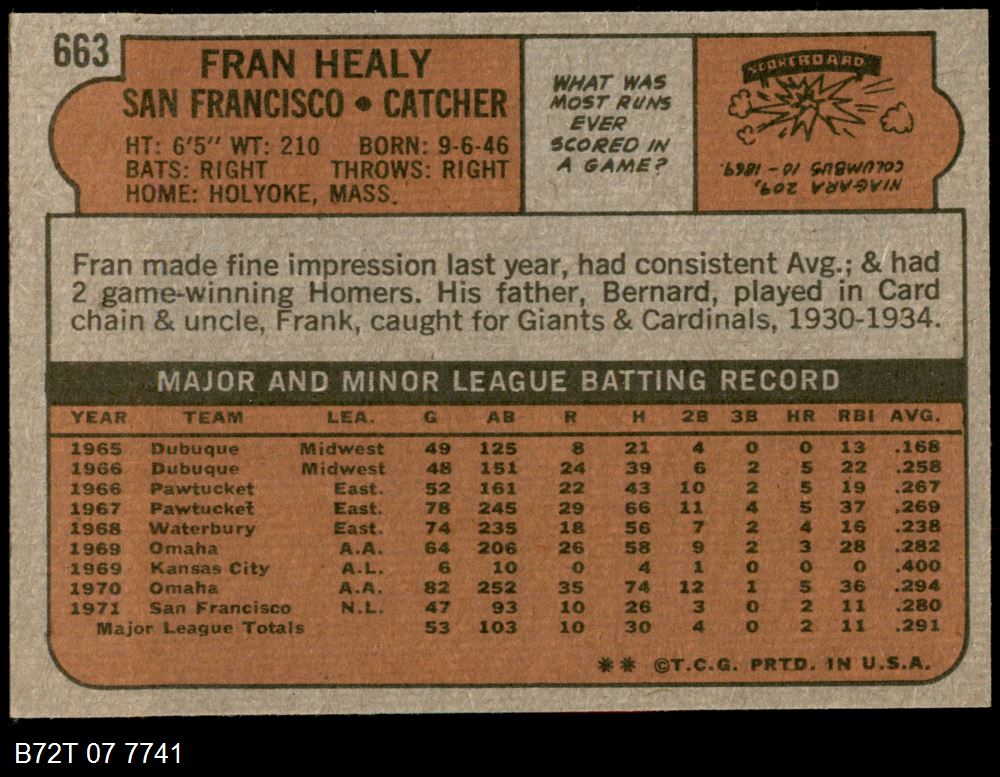 663
FRAN HEALY
SAN FRANCISCO • CATCHER
HT: 6'5" WT: 210 BORN: 9-6-46
BATS: RIGHT THROWS: RIGHT
HOME: HOLYOKE, MASS.
WHAT WAS
MOST RUNS
EVER
SCORED IN
A GAME?
NIAGARA 209,
COLUMBUS 10 - 1869.
SCOREBOARD
Fran made fine impression last year, had consistent Avg.; & had
2 game-winning Homers. His father, Bernard, played in Card
chain & uncle, Frank, caught for Giants & Cardinals, 1930-1934.
MAJOR AND MINOR LEAGUE BATTING RECORD
YEAR TEAM LEA. G AB R H 2B 3B HR RBI AVG.
1965 Dubuque Midwest 49 125 8 21 4 0 0 13 .168
1966 Dubuque Midwest 48 151 24 39 6 2 5 22 .258
1966 Pawtucket East. 52 161 22 43 10 2 5 19 .267
1967 Pawtucket East. 78 245 29 66 11 4 5 37 .269
1968 Waterbury East. 74 235 18 56 7 2 4 16 .238
1969 Omaha A.A. 64 206 26 58 9 2 3 28 .282
1969 Kansas City A.L. 6 10 0 4 1 0 0 0 .400
1970 Omaha A.A. 82 252 35 74 12 1 5 36 .294
1971 San Francisco N.L. 47 93 10 26 3 0 2 11 .280
Major League Totals 53 103 10 30 4 0 2 11 .291
** ©T.C.G. PRTD. IN U.S.A.
B72T 07 7741